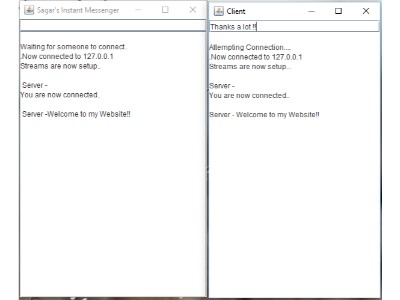 Sagar's Instant Messenger
Waiting for someone to connect.
.Now connected to 127.0.0.1
Streams are now setup..
Server -
You are now connected.
Server -Welcome to my Website!!
Client
Thanks a lot !!
Attempting Connection....
.Now connected to 127.0.0.1
Streams are now setup..
Server -
You are now connected..
Server - Welcome to my Website!!